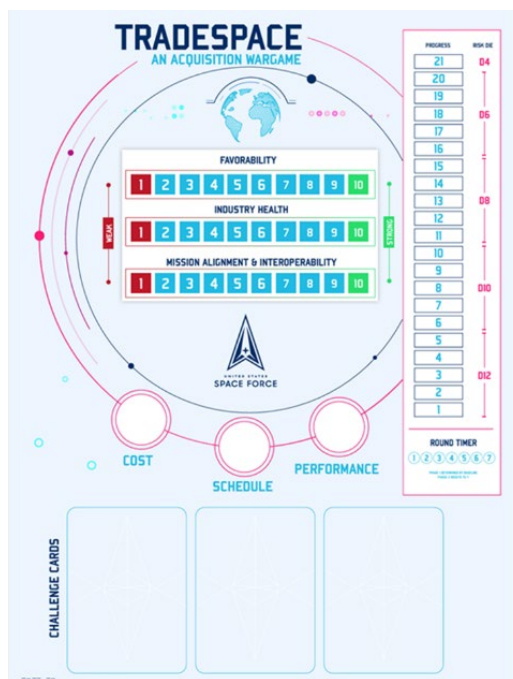 TRADESPACE
AN ACQUISITION WARGAME
FAVORABILITY
1 2 3 4 5 6 7 8 9 10
INDUSTRY HEALTH
1 2 3 4 5 6 7 8 9 10
MISSION ALIGNMENT & INTEROPERABILITY
1 2 3 4 5 6 7 8 9 10
WEAK
STRONG
UNITED STATES
SPACE FORCE
COST
SCHEDULE
PERFORMANCE
PROGRESS RISK DIE
21 D4
20
19
18 D6
17
16
15
14
13 D8
12
11
10
9
8 D10
7
6
5
4
3 D12
2
1
ROUND TIMER
1 2 3 4 5 6 7
CHALLENGE CARDS